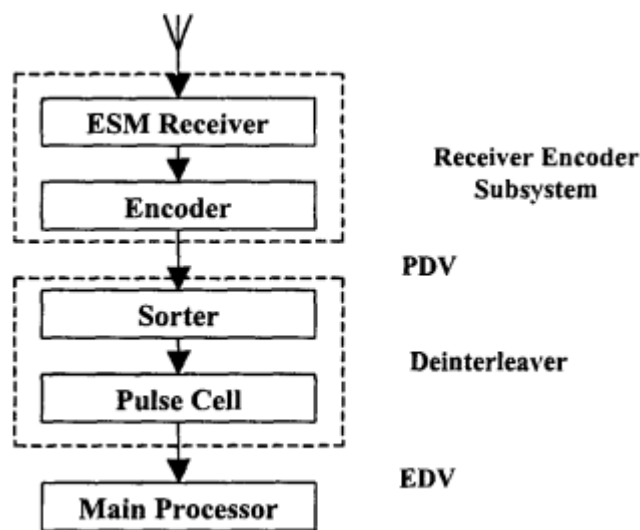 ESM Receiver
Encoder
Receiver Encoder
Subsystem
PDV
Sorter
Pulse Cell
Deinterleaver
EDV
Main Processor